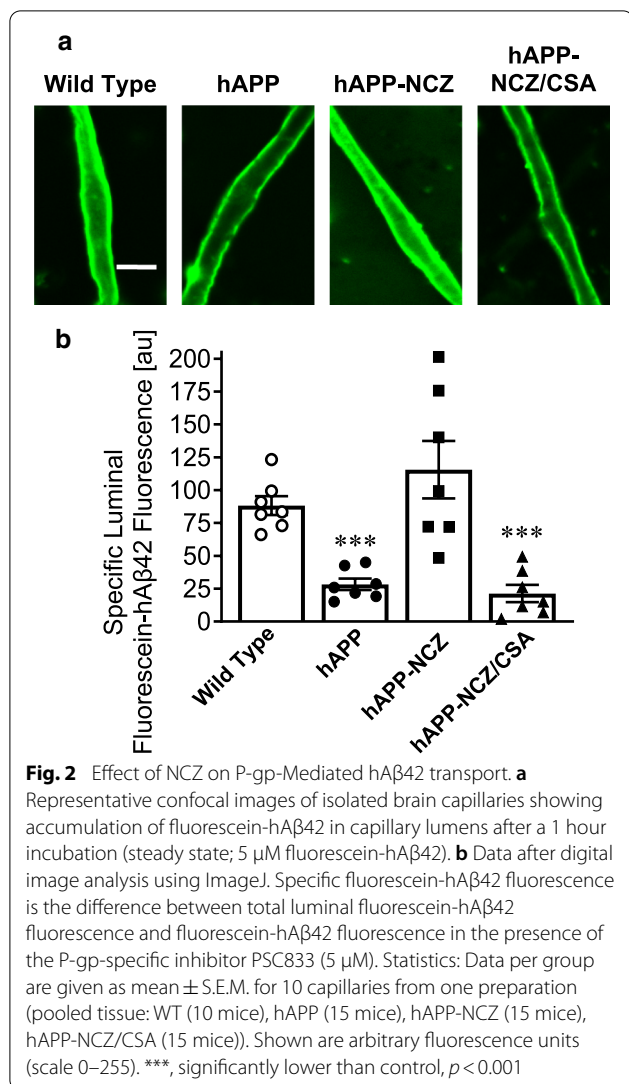 a
Wild Type
hAPP
hAPP-NCZ
hAPP-
NCZ/CSA
b
Specific Luminal
Fluorescein-hAβ42 Fluorescence [au]
200
175
150
125
100
75
50
25
0
***
***
Wild Type
hAPP
hAPP-NCZ
hAPP-NCZ/CSA
Fig. 2 Effect of NCZ on P-gp-Mediated hAβ42 transport. a
Representative confocal images of isolated brain capillaries showing
accumulation of fluorescein-hAβ42 in capillary lumens after a 1 hour
incubation (steady state; 5 μM fluorescein-hAβ42). b Data after digital
image analysis using ImageJ. Specific fluorescein-hAβ42 fluorescence
is the difference between total luminal fluorescein-hAβ42
fluorescence and fluorescein-hAβ42 fluorescence in the presence of
the P-gp-specific inhibitor PSC833 (5 μM). Statistics: Data per group
are given as mean ± S.E.M. for 10 capillaries from one preparation
(pooled tissue: WT (10 mice), hAPP (15 mice), hAPP-NCZ (15 mice),
hAPP-NCZ/CSA (15 mice)). Shown are arbitrary fluorescence units
(scale 0–255). ***, significantly lower than control, p < 0.001